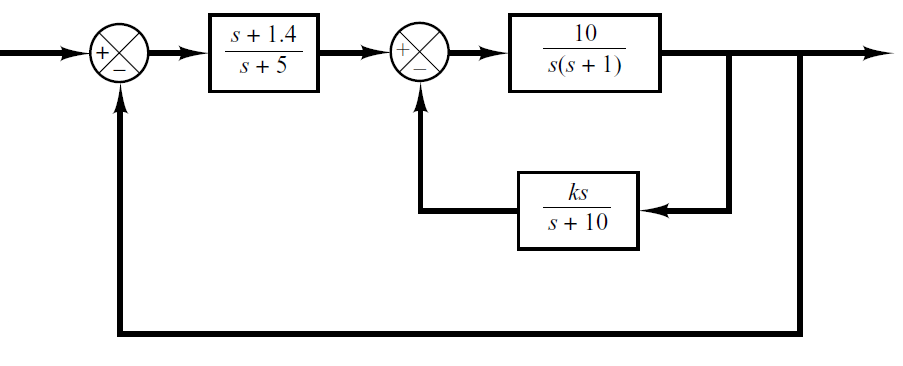 +
−
s + 1.4
s + 5
+
−
10
s(s + 1)
ks
s + 10